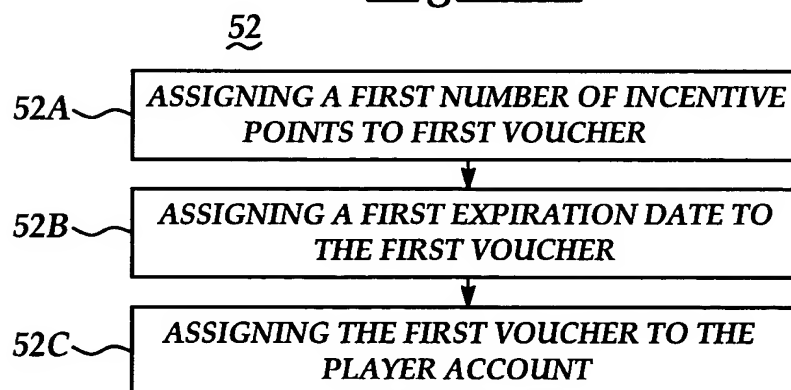 52
52A
ASSIGNING A FIRST NUMBER OF INCENTIVE
POINTS TO FIRST VOUCHER
52B
ASSIGNING A FIRST EXPIRATION DATE TO
THE FIRST VOUCHER
52C
ASSIGNING THE FIRST VOUCHER TO THE
PLAYER ACCOUNT